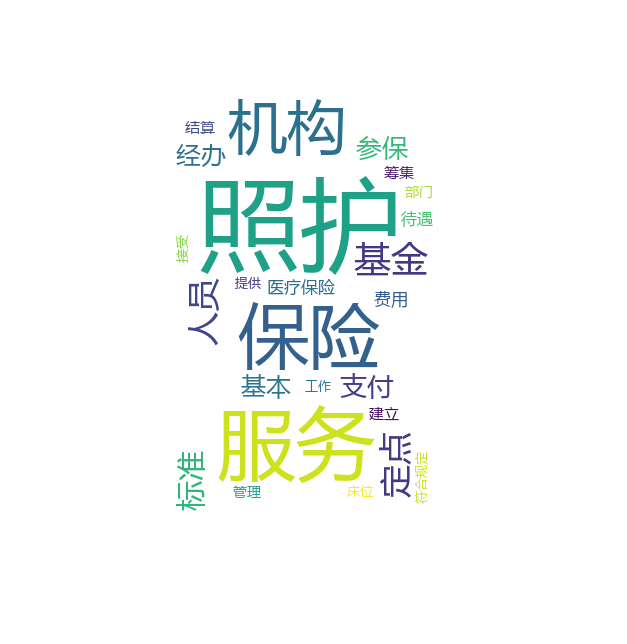 机构
结算
经办
参保
筹集
照护
部门
待遇
接受
基金
提供
医疗保险
人员
费用
保险
基本
工作
支付
建立
服务
定点
标准
符合规定
管理
床位